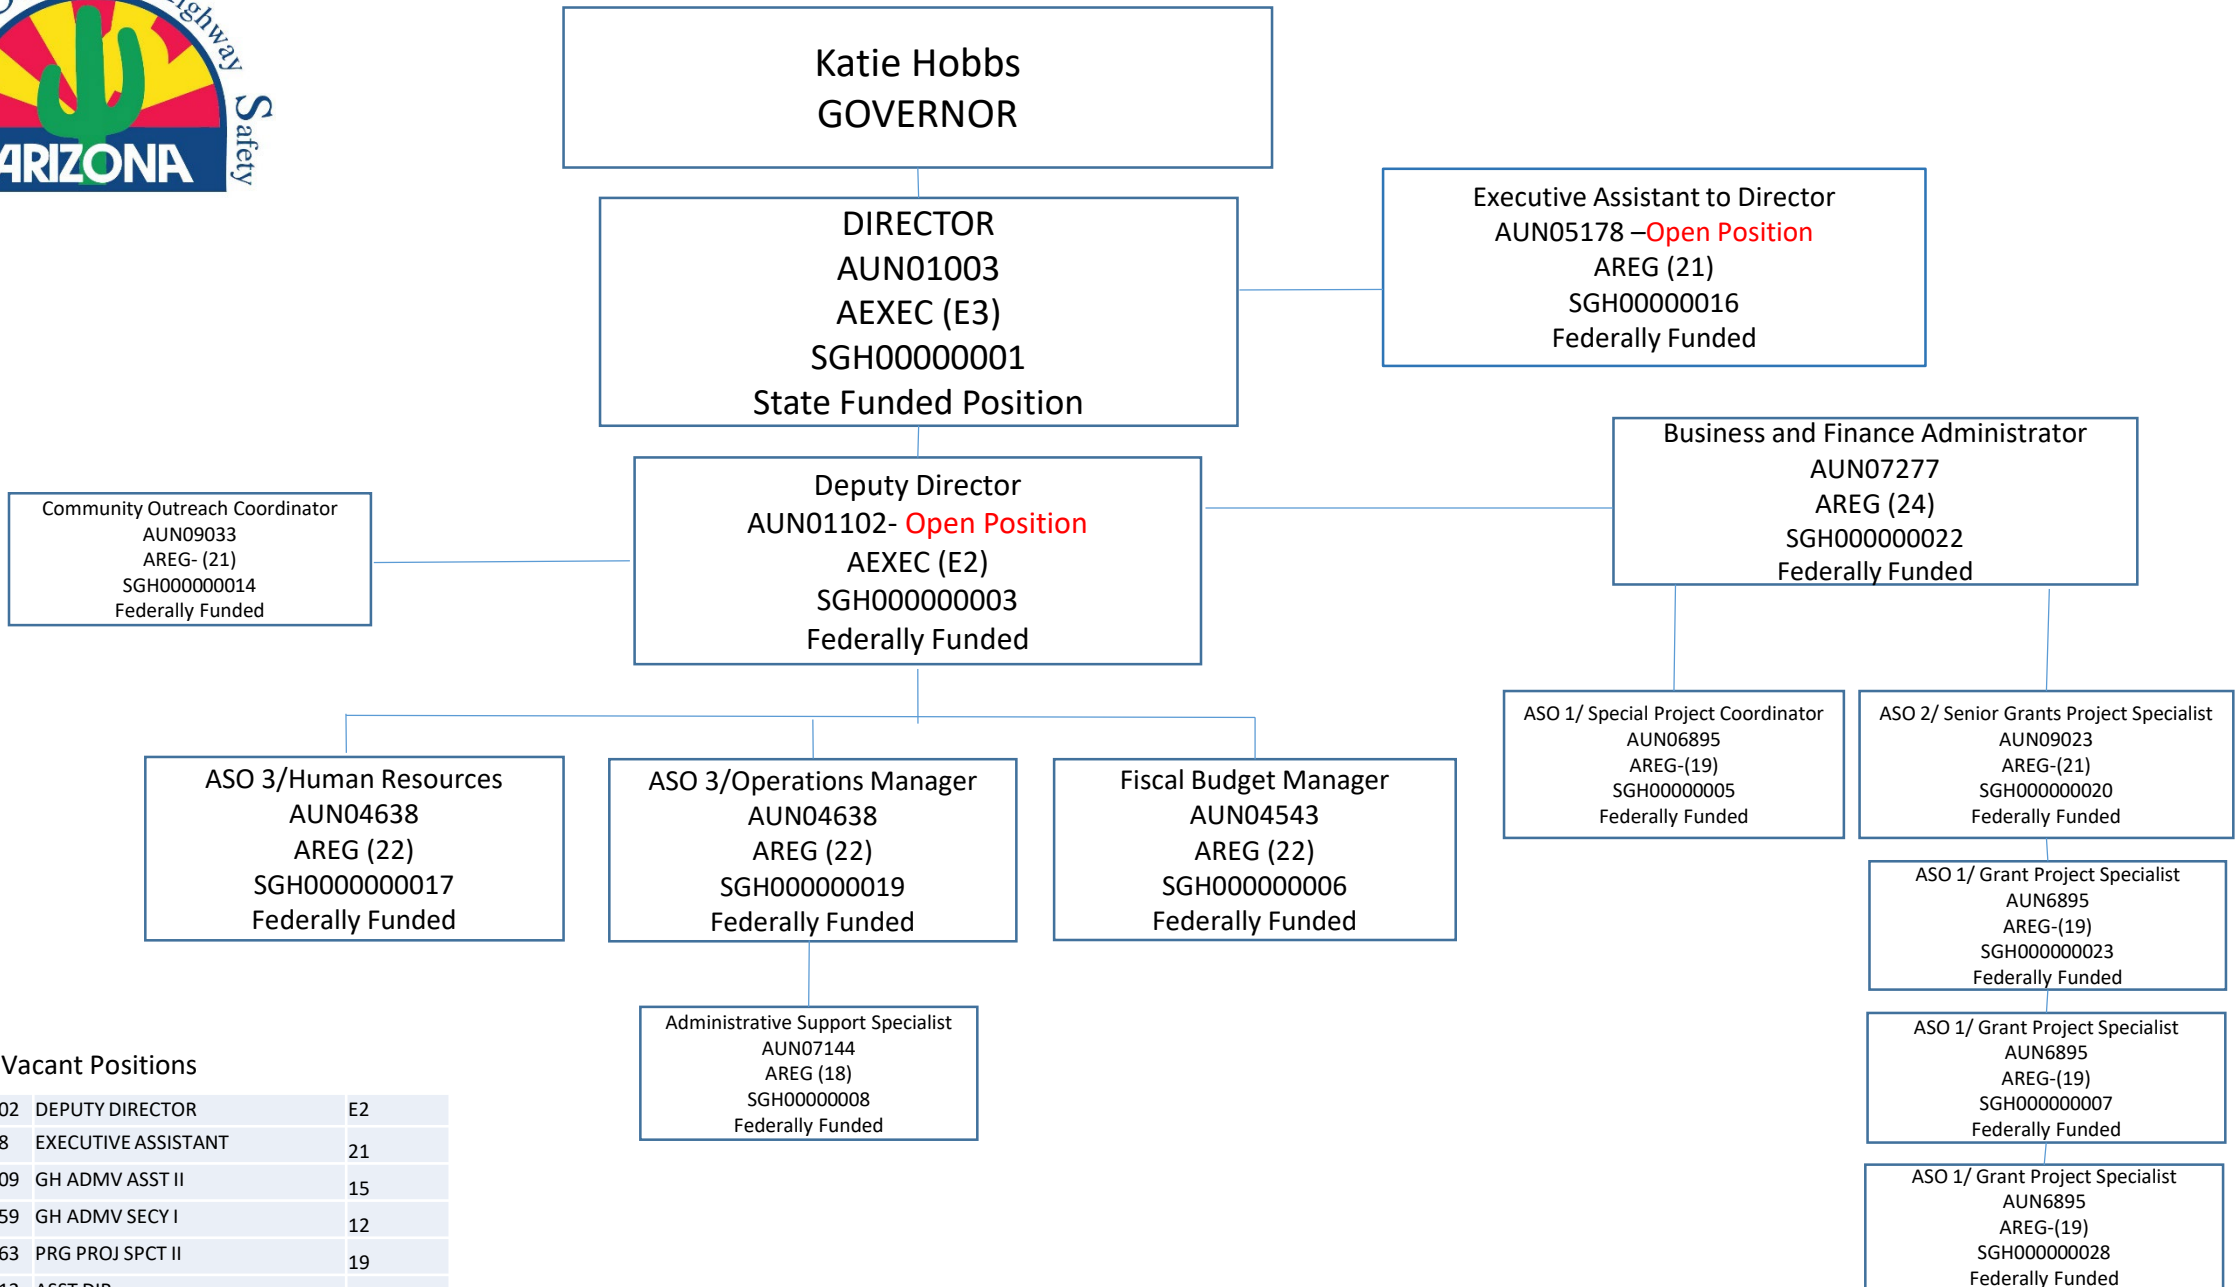 Highway
Safety
ARIZONA
Katie Hobbs
GOVERNOR
DIRECTOR
AUN01003
AEXEC (E3)
SGH00000001
State Funded Position
Executive Assistant to Director
AUN05178 –Open Position
AREG (21)
SGH00000016
Federally Funded
Business and Finance Administrator
AUN07277
AREG (24)
SGH000000022
Federally Funded
Deputy Director
AUN01102- Open Position
AEXEC (E2)
SGH000000003
Federally Funded
Community Outreach Coordinator
AUN09033
AREG- (21)
SGH000000014
Federally Funded
ASO 1/ Special Project Coordinator
AUN06895
AREG-(19)
SGH00000005
Federally Funded
ASO 2/ Senior Grants Project Specialist
AUN09023
AREG-(21)
SGH000000020
Federally Funded
ASO 3/Human Resources
AUN04638
AREG (22)
SGH0000000017
Federally Funded
ASO 3/Operations Manager
AUN04638
AREG (22)
SGH000000019
Federally Funded
Fiscal Budget Manager
AUN04543
AREG (22)
SGH000000006
Federally Funded
ASO 1/ Grant Project Specialist
AUN6895
AREG-(19)
SGH000000023
Federally Funded
Administrative Support Specialist
AUN07144
AREG (18)
SGH00000008
Federally Funded
ASO 1/ Grant Project Specialist
AUN6895
AREG-(19)
SGH000000007
Federally Funded
ASO 1/ Grant Project Specialist
AUN6895
AREG-(19)
SGH000000028
Federally Funded
Vacant Positions
02 DEPUTY DIRECTOR E2
8 EXECUTIVE ASSISTANT 21
09 GH ADMV ASST II 15
59 GH ADMV SECY I 12
63 PRG PROJ SPCT II 19